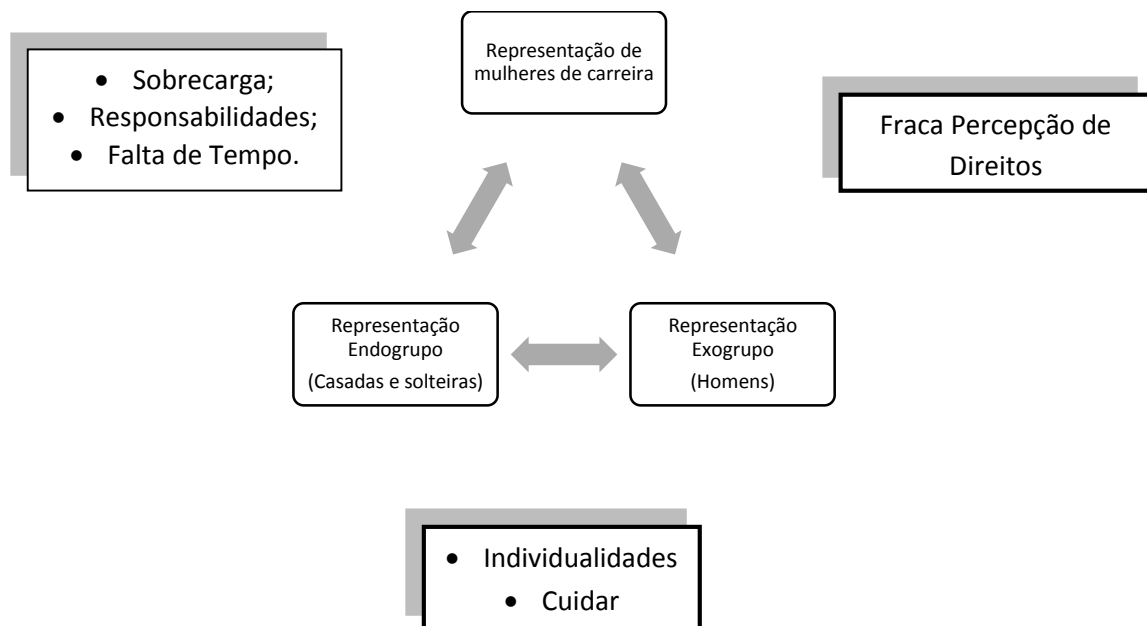 Representação de
mulheres de carreira
• Sobrecarga;
• Responsabilidades;
• Falta de Tempo.
Fraca Percepção de
Direitos
Representação
Endogrupo
(Casadas e solteiras)
Representação
Exogrupo
(Homens)
• Individualidades
• Cuidar